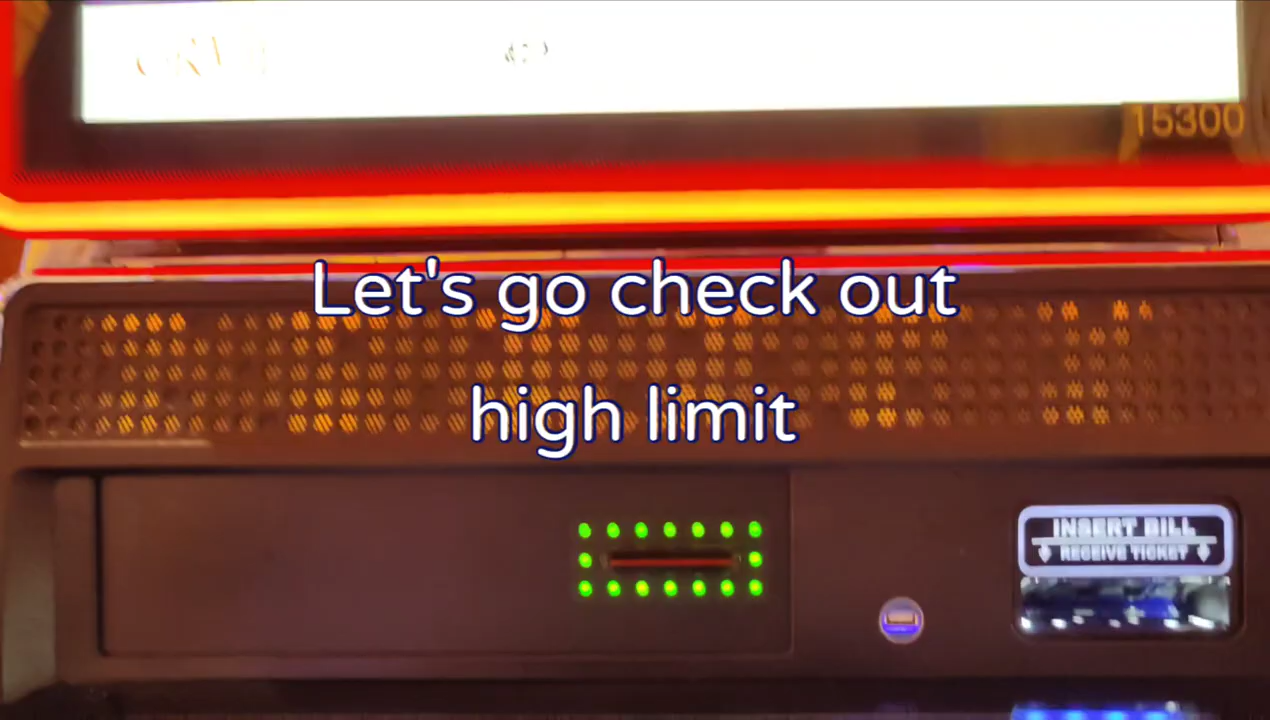 15300
Let's go check out
high limit
INSERT BILL
RECEIVE TICKET